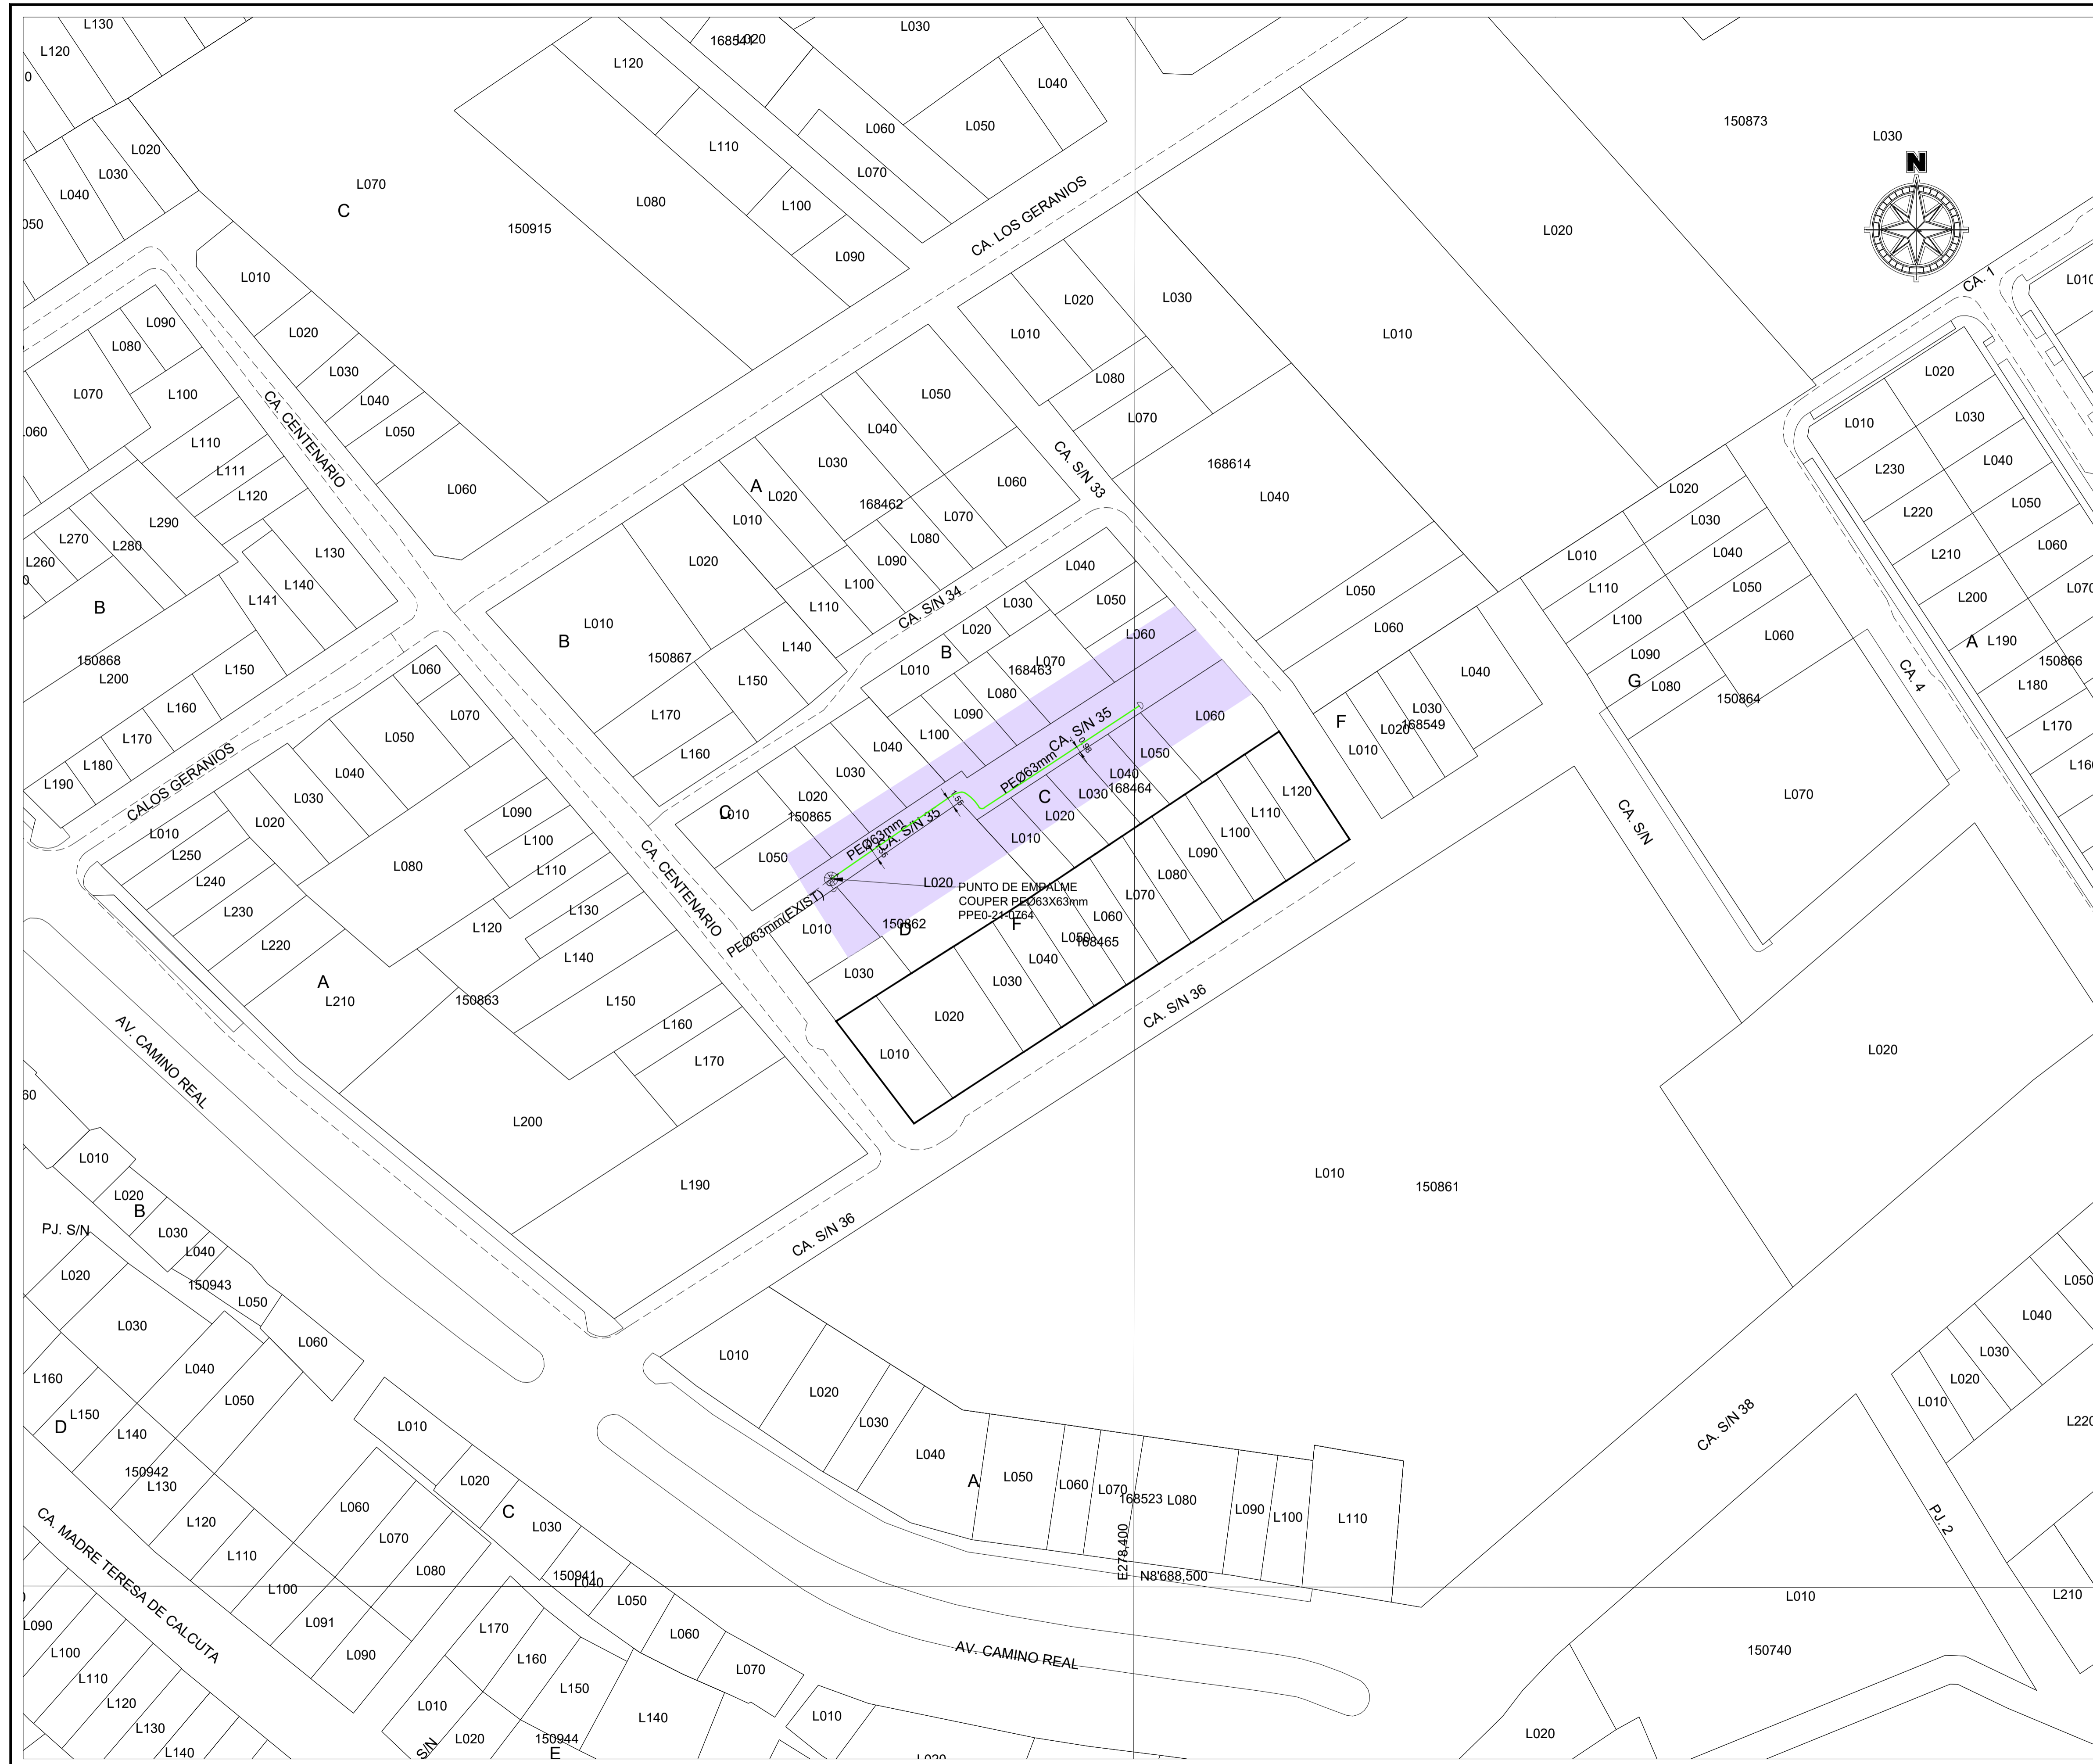 L130
L120
L120
L020
L030
L040
L050
L060
L070
L110
L100
L090
L020
L030
L040
L070
C
150915
L080
CA. LOS GERANIOS
150873
L030
N
L020
L010
CA. 1
L010
L010
L020
L030
L040
L050
L060
CA. CENTENARIO
L090
L080
L070
L100
L110
L111
L120
L290
L270
L280
L260
L130
L140
L141
B
150868
L200
L150
L160
L170
L180
L190
CALOS GERANIOS
L010
L020
L030
L080
L070
168614
L040
L050
L060
CA. S/N 33
L050
L040
L030
A
L020
L010
168462
L060
L070
L080
L090
L100
L110
L020
L010
B
150867
L140
L150
L170
L160
CA. S/N 34
L040
L030
L050
L020
B
L010
L060
L070
168463
L080
L090
L100
L040
L030
L020
C
L010
150865
L050
CA. S/N 35
PEØ63mm
CA. S/N 35
PEØ63mm
PEØ63mm(EXIST)
PUNTO DE EMPALME
COUPER PEØ63X63mm
PPE0-21-0764
L060
L050
L040
168464
L030
C
L020
L010
L020
150862
D
L010
L030
L120
L110
L100
L090
L080
L070
L060
L050
168465
F
L040
L030
L020
L010
CA. S/N 36
CA. CENTENARIO
L060
L070
L050
L040
L030
L020
L010
L250
L240
L230
L220
A
L210
L080
L090
L100
L110
L120
L130
L140
150863
L150
L160
L170
L200
L190
AV. CAMINO REAL
CA. S/N 36
F
L010
L020
L030
168549
L040
L020
L030
L040
L050
L010
L110
L100
L090
L080
G
L060
150864
L070
CA. S/N
CA. 4
L020
L010
L030
L230
L040
L220
L050
L210
L060
L200
L070
A
L190
150866
L180
L170
L020
L010
150861
L010
L020
B
L030
L040
150943
L050
L060
PJ. S/N
L020
L030
L040
L050
L160
L150
D
L140
150942
L130
L120
L110
L100
L060
L070
L080
L091
L090
CA. MADRE TERESA DE CALCUTA
L090
L100
L110
L120
L130
L140
L010
L020
C
L030
150941
L040
L050
L060
L070
L170
L160
L150
L140
L010
L020
150944
E
S/N
L010
L010
L020
L030
L040
A
L050
L060
L070
168523
L080
L090
L100
L110
E278,400
N8'688,500
AV. CAMINO REAL
CA. S/N 38
L010
L020
L030
L040
L050
PJ. 2
L210
L010
150740
L020